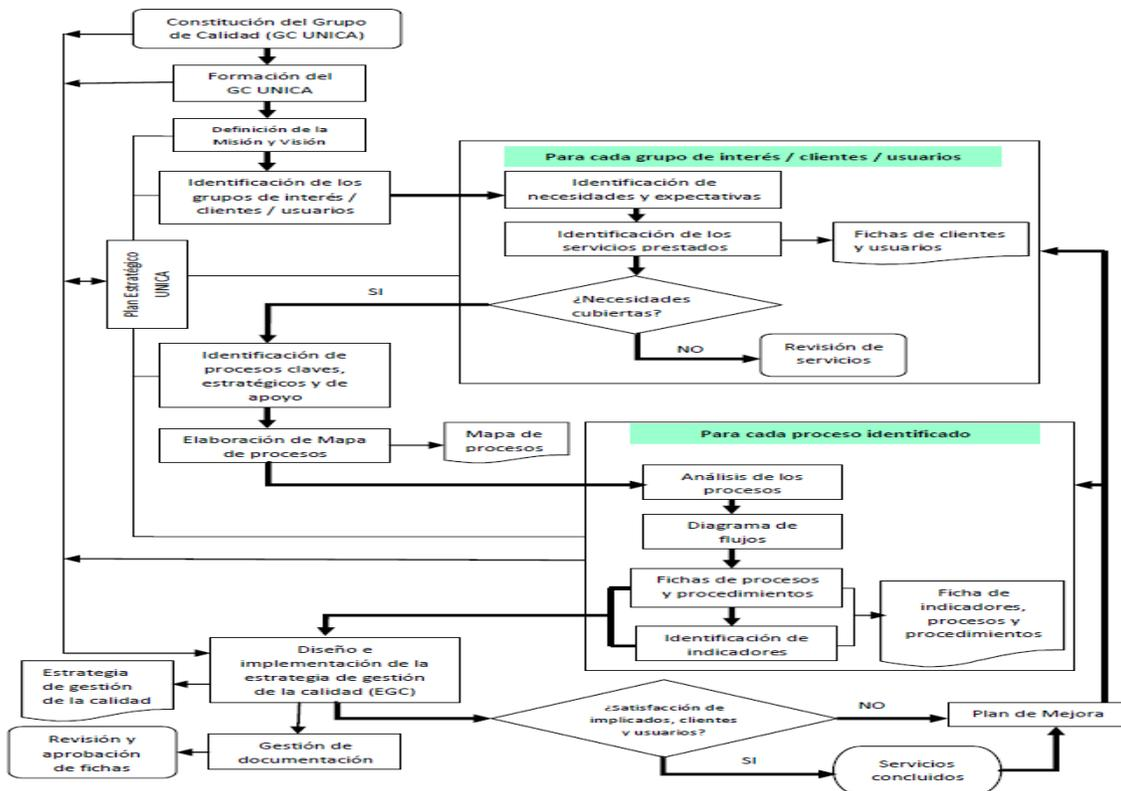 Constitución del Grupo
de Calidad (GC UNICA)
Formación del
GC UNICA
Definición de la
Misión y Visión
Identificación de los
grupos de interés /
clientes / usuarios
Plan Estratégico
UNICA
Para cada grupo de interés / clientes / usuarios
Identificación de
necesidades y expectativas
Identificación de los
servicios prestados
Fichas de clientes
y usuarios
¿Necesidades
cubiertas?
SI
NO
Revisión de
servicios
Identificación de
procesos claves,
estratégicos y de
apoyo
Elaboración de Mapa
de procesos
Mapa de
procesos
Para cada proceso identificado
Análisis de los
procesos
Diagrama de
flujos
Fichas de procesos
y procedimientos
Identificación de
indicadores
Ficha de
indicadores,
procesos y
procedimientos
Diseño e
implementación de la
estrategia de gestión
de la calidad (EGC)
Estrategia
de gestión
de la calidad
Revisión y
aprobación
de fichas
Gestión de
documentación
¿Satisfacción de
implicados, clientes
y usuarios?
NO
Plan de Mejora
SI
Servicios
concluidos